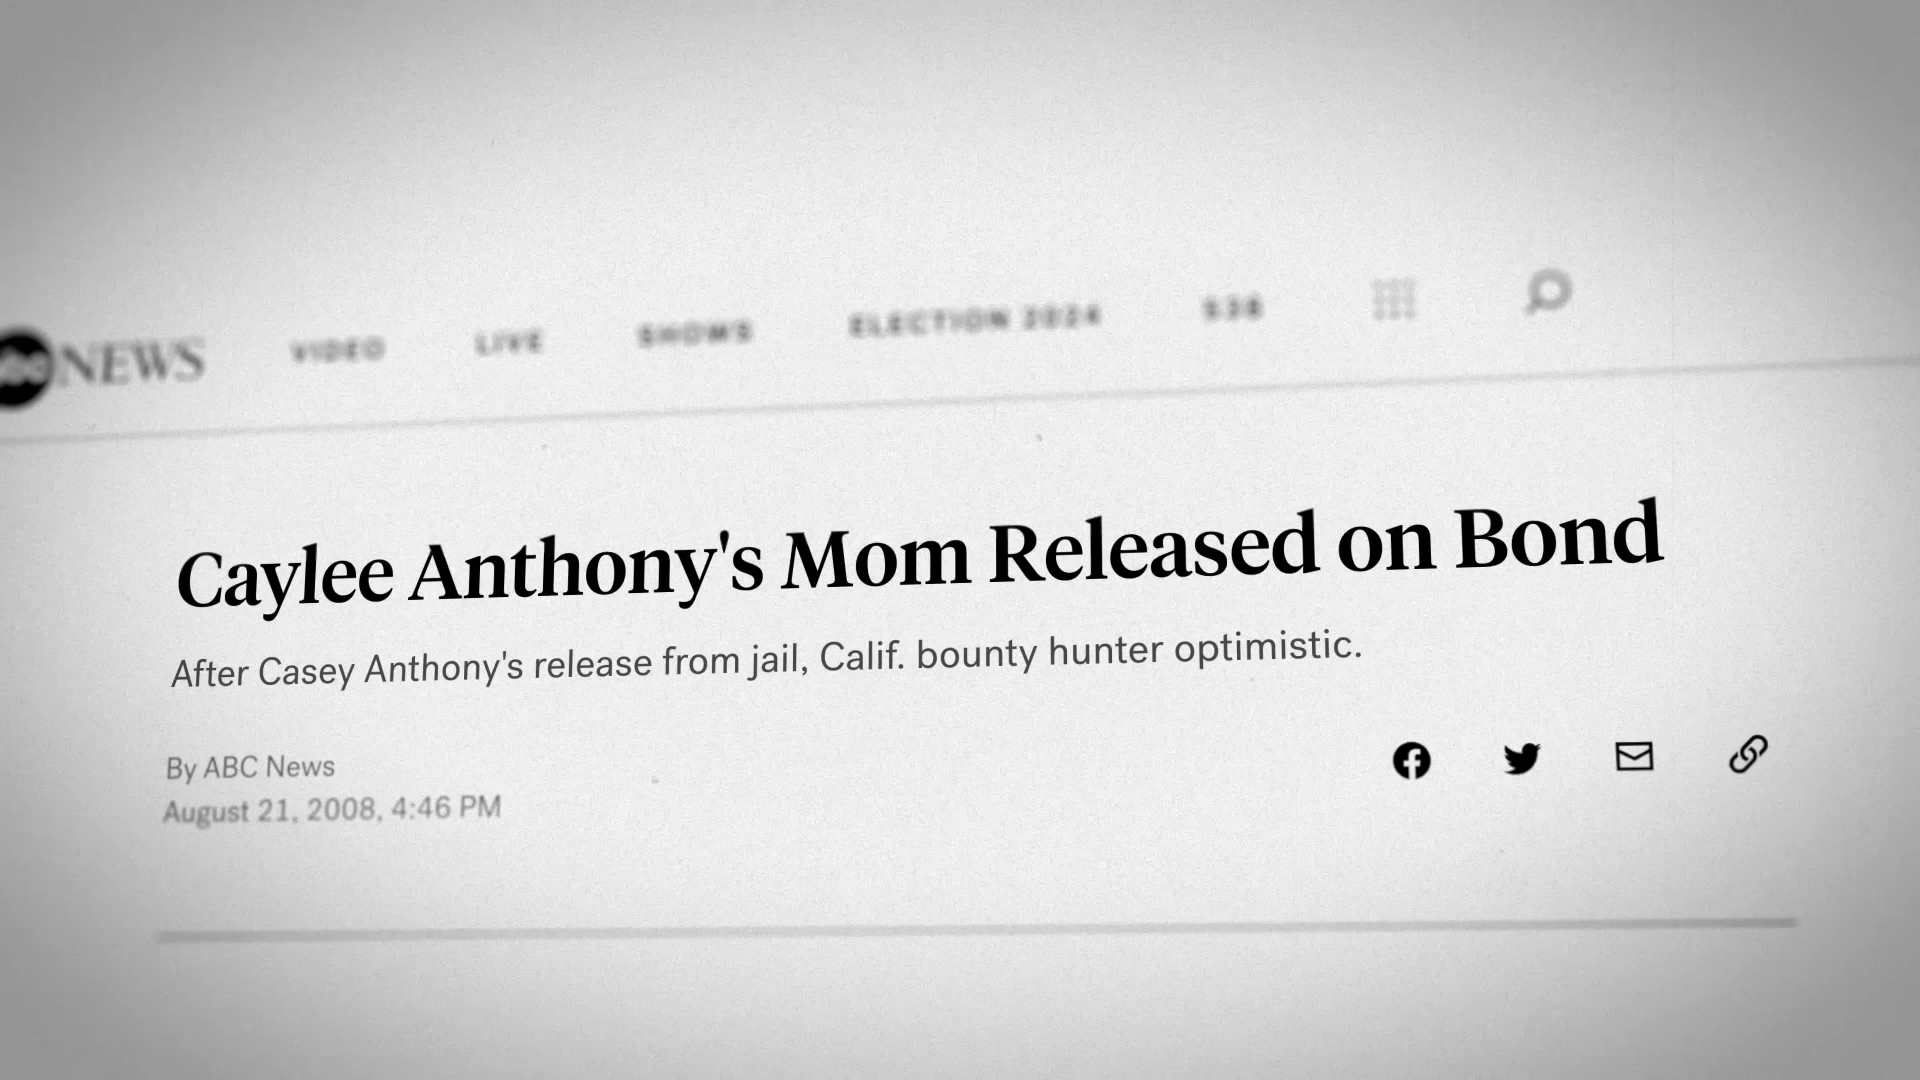 abc NEWS VIDEO LIVE SHOWS ELECTION 2024 538
Caylee Anthony's Mom Released on Bond
After Casey Anthony's release from jail, Calif. bounty hunter optimistic.
By ABC News
August 21, 2008, 4:46 PM